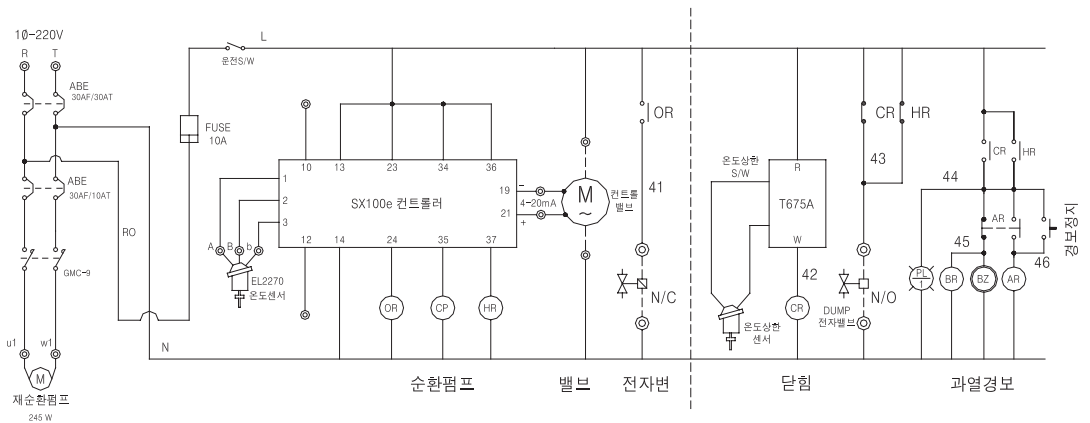 1Ø-220V
R
T
ABE
30AF/30AT
ABE
30AF/10AT
RO
GMC-9
u1
w1
M
재순환펌프
245 W
FUSE
10A
운전S/W
L
N
10
13
23
34
36
1
2
3
SX100e 컨트롤러
19
21
12
14
24
35
37
A
B
b
EL2270
온도센서
OR
CP
HR
순환펌프
-
4-20mA
+
M
~
컨트롤
밸브
밸브
OR
41
N/C
전자변
온도상한
S/W
R
T675A
W
42
CR
온도상한
센서
닫힘
CR
HR
43
N/O
DUMP
전자밸브
CR
HR
44
AR
45
46
경보정지
PL
1
BR
BZ
AR
과열경보